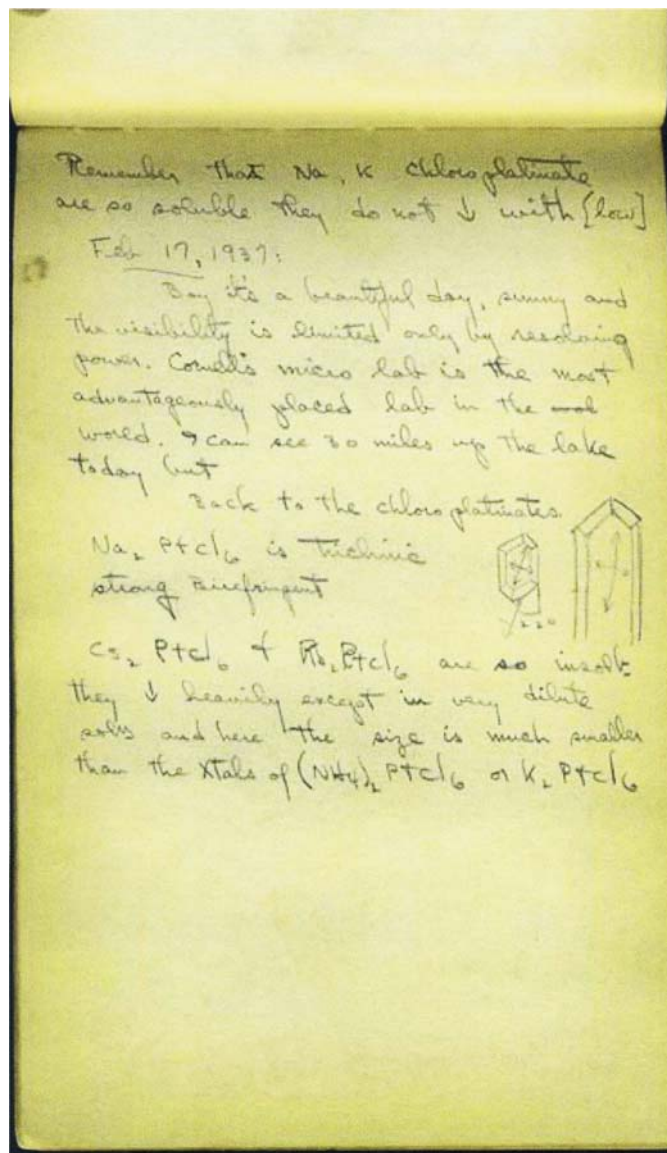 Remember that Na, K chloroplatinate
are so soluble they do not ↓ with [low]
Feb 17, 1937:
Boy it's a beautiful day, sunny and
the visibility is limited only by resolving
power. Cornell's micro lab is the most
advantageously placed lab in the
world. I can see 30 miles up the lake
today but
Back to the chloroplatinates.
Na₂ PtCl₆ is triclinic
strong Birefringent
22°
Cs₂ PtCl₆ + Rb₂PtCl₆ are so insolb
they ↓ heavily except in very dilute
solns and here the size is much smaller
than the Xtals of (NH₄)₂ PtCl₆ or K₂ PtCl₆